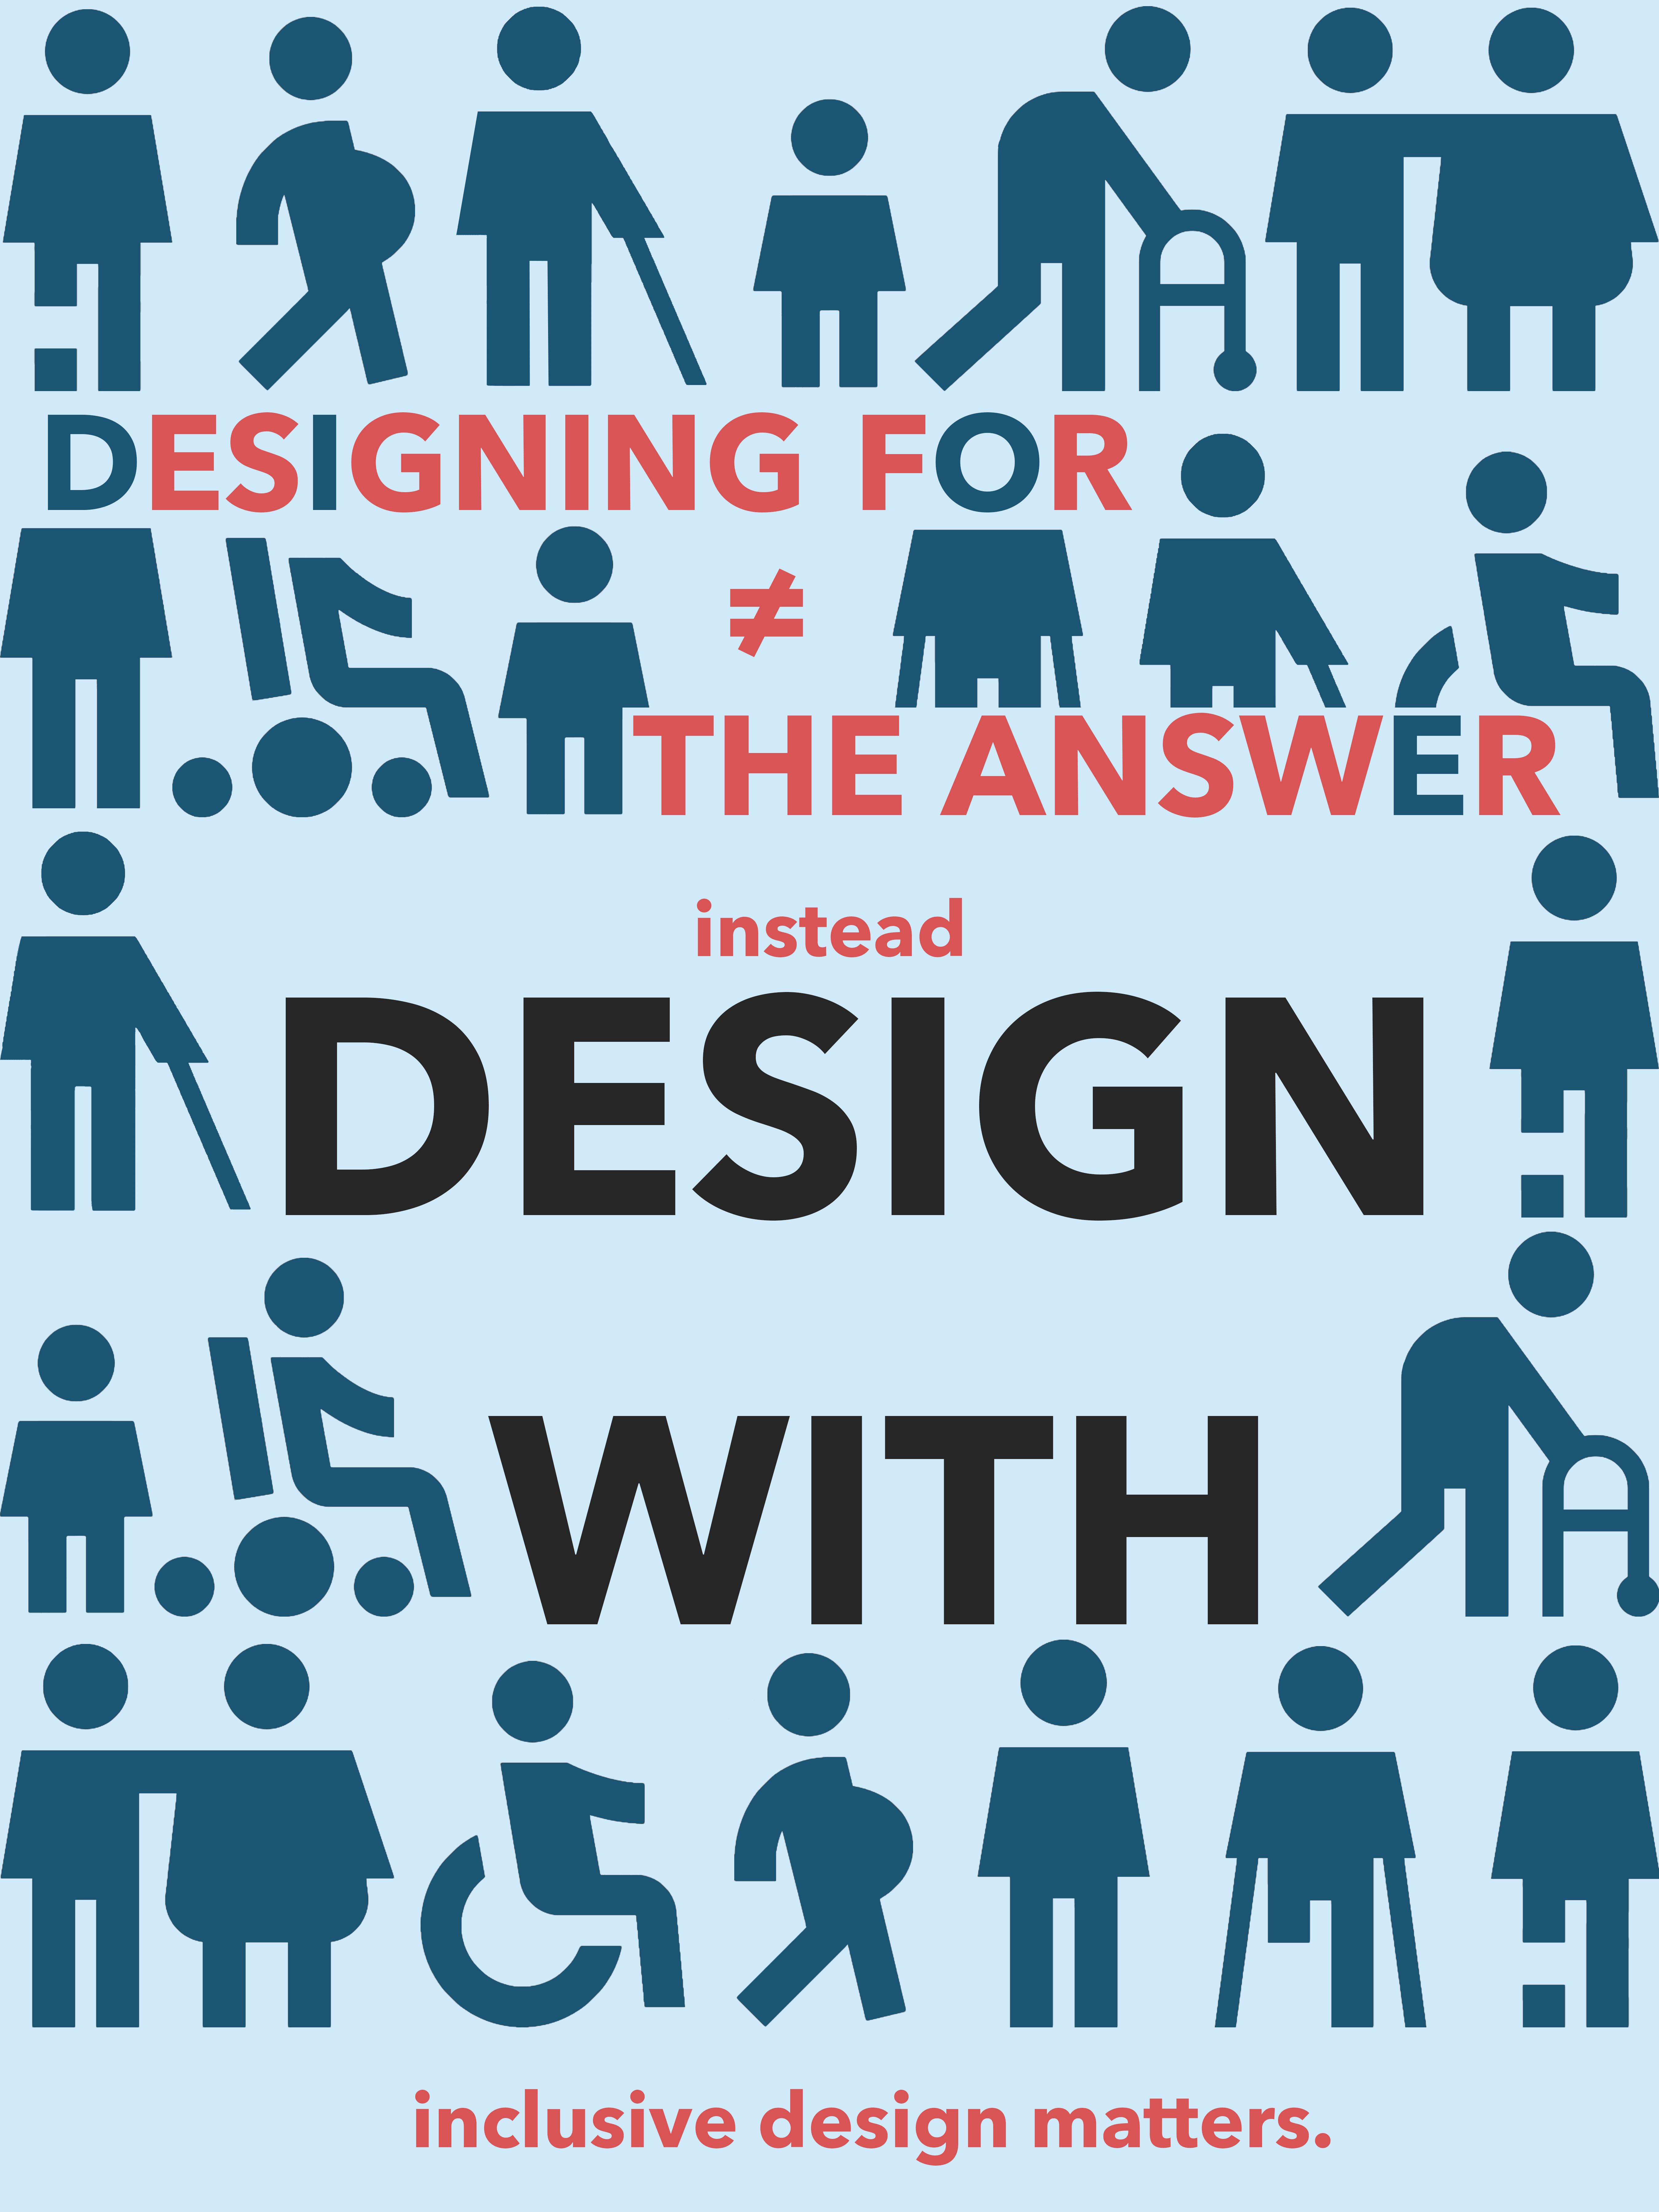 DESIGNING FOR
≠
THE ANSWER
instead
DESIGN
WITH
inclusive design matters.